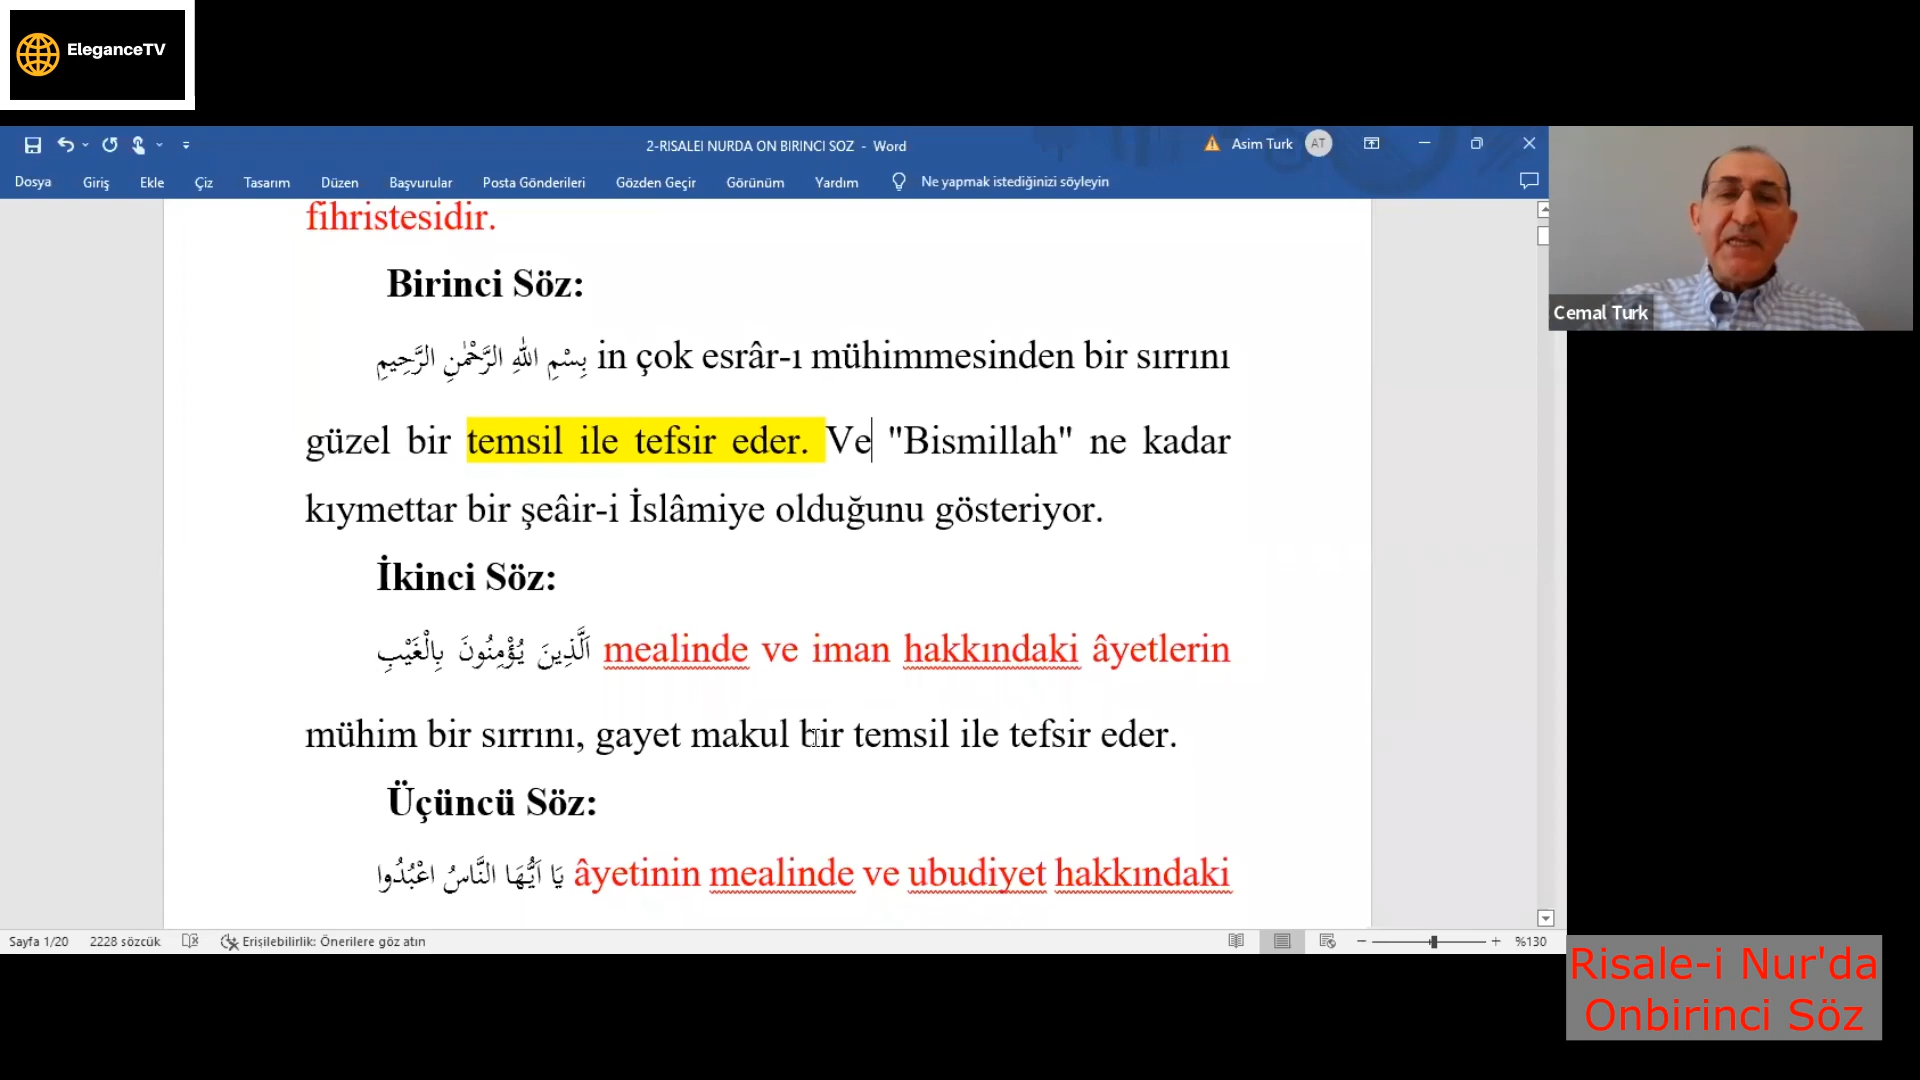 EleganceTV
2-RISALEI NURDA ON BIRINCI SOZ - Word
Asim Turk
AT
Dosya Giriş Ekle Çiz Tasarım Düzen Başvurular Posta Gönderileri Gözden Geçir Görünüm Yardım Ne yapmak istediğinizi söyleyin
fihristesidir.
Birinci Söz:
بِسْمِ اللّٰهِ الرَّحْمٰنِ الرَّحِيمِ in çok esrâr-ı mühimmesinden bir sırrını
güzel bir temsil ile tefsir eder. Ve "Bismillah" ne kadar
kıymettar bir şeâir-i İslâmiye olduğunu gösteriyor.
İkinci Söz:
اَلَّذِينَ يُؤْمِنُونَ بِالْغَيْبِ mealinde ve iman hakkındaki âyetlerin
mühim bir sırrını, gayet makul bir temsil ile tefsir eder.
Üçüncü Söz:
يَا اَيُّهَا النَّاسُ اعْبُدُوا âyetinin mealinde ve ubudiyet hakkındaki
Cemal Turk
Sayfa 1/20 2228 sözcük Erişilebilirlik: Önerilere göz atın %130
Risale-i Nur'da
Onbirinci Söz